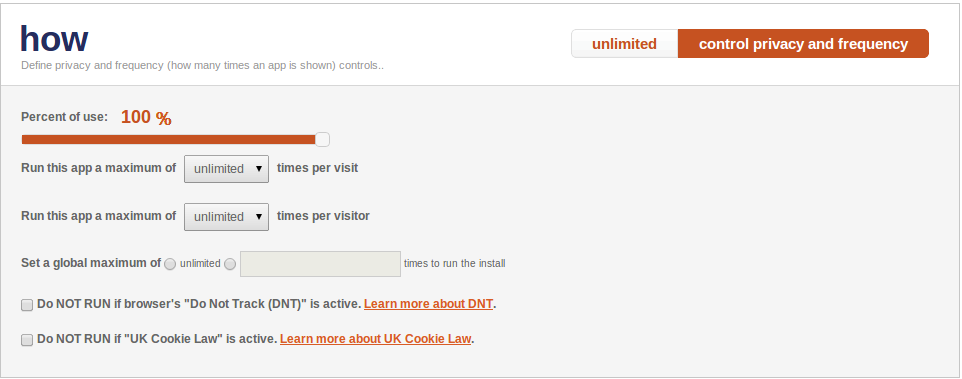 how
unlimited control privacy and frequency
Define privacy and frequency (how many times an app is shown) controls..
Percent of use: 100 %
Run this app a maximum of unlimited times per visit
Run this app a maximum of unlimited times per visitor
Set a global maximum of unlimited times to run the install
Do NOT RUN if browser's "Do Not Track (DNT)" is active. Learn more about DNT.
Do NOT RUN if "UK Cookie Law" is active. Learn more about UK Cookie Law.